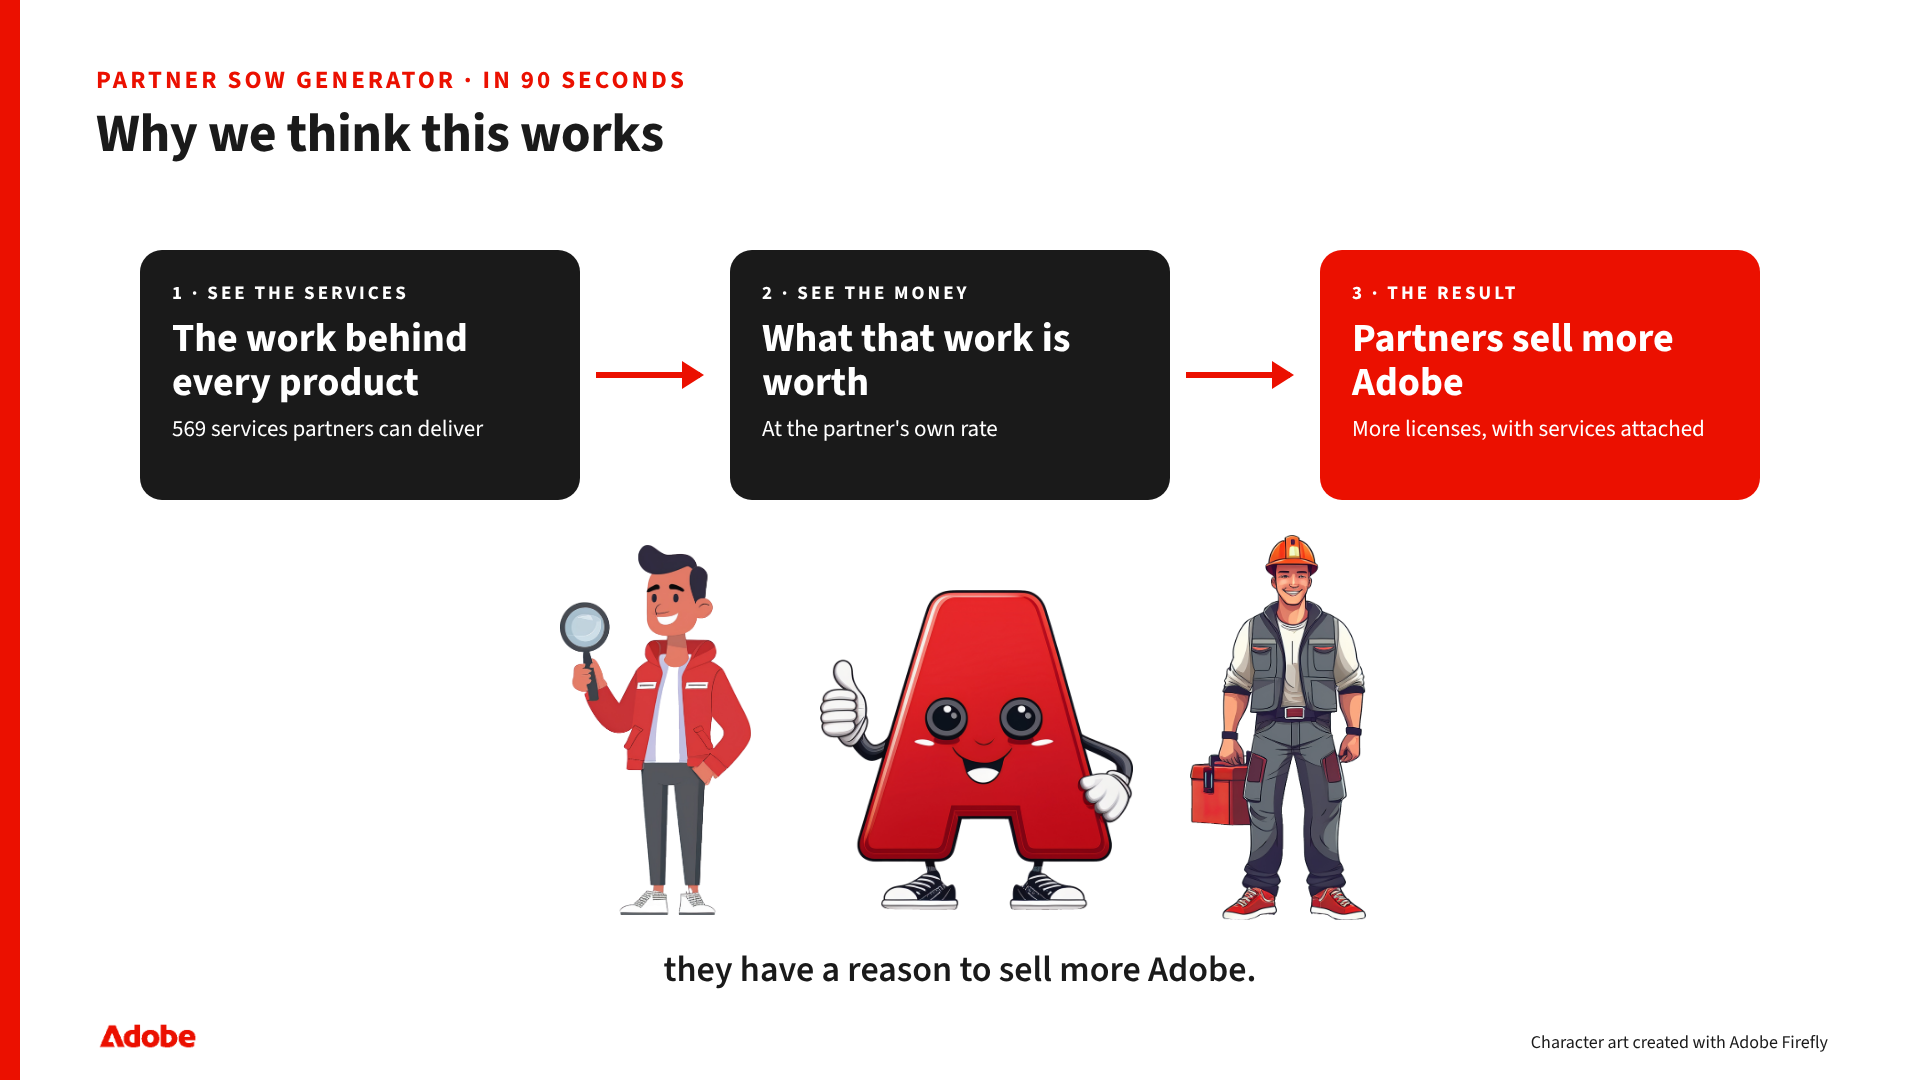 PARTNER SOW GENERATOR · IN 90 SECONDS
Why we think this works
1 · SEE THE SERVICES
The work behind
every product
569 services partners can deliver
2 · SEE THE MONEY
What that work is
worth
At the partner's own rate
3 · THE RESULT
Partners sell more
Adobe
More licenses, with services attached
they have a reason to sell more Adobe.
Adobe
Character art created with Adobe Firefly